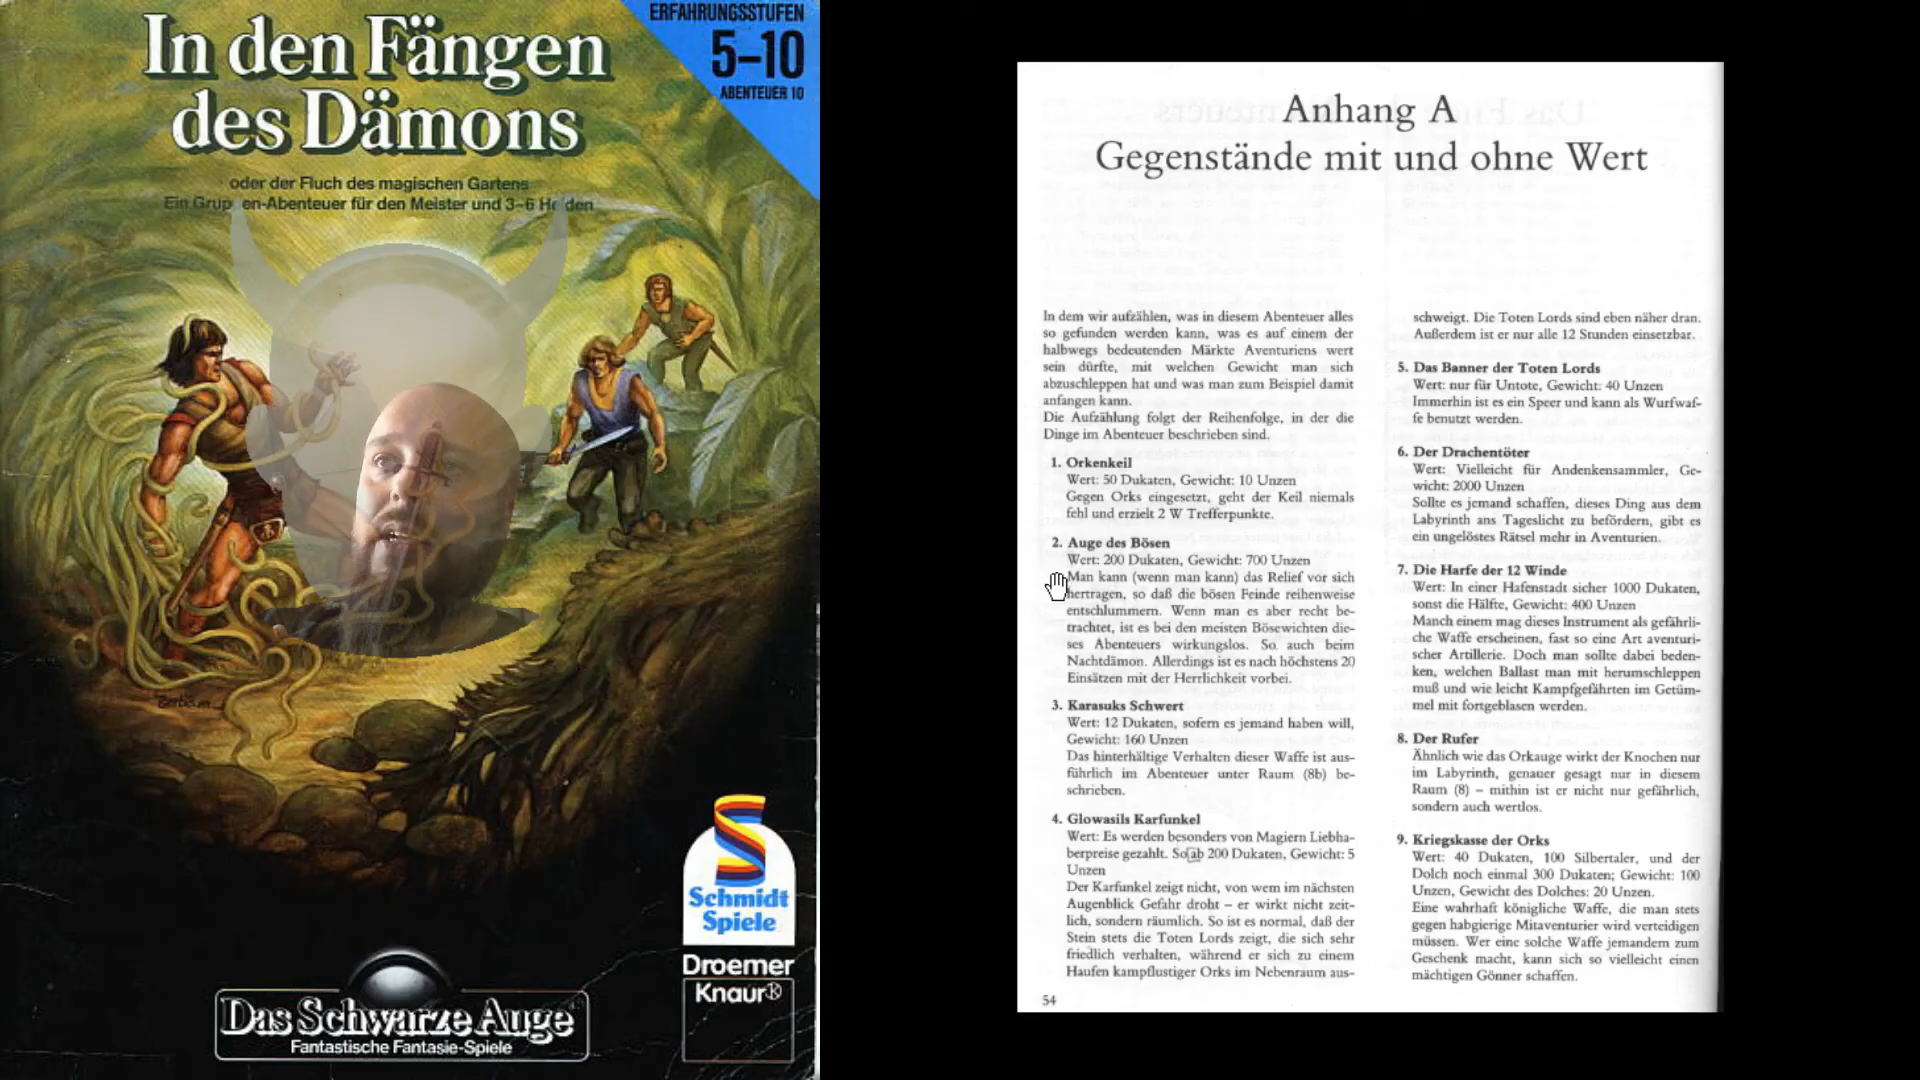 In den Fängen
des Dämons
oder der Fluch des magischen Gartens
Ein Gruppen-Abenteuer für den Meister und 3–6 Helden
ERFAHRUNGSSTUFEN
5–10
ABENTEUER 10
Schmidt
Spiele
Droemer
Knaur
Das Schwarze Auge
Fantastische Fantasie-Spiele
Anhang A
Gegenstände mit und ohne Wert
In dem wir aufzählen, was in diesem Abenteuer alles
so gefunden werden kann, was es auf einem der
halbwegs bedeutenden Märkte Aventuriens wert
sein dürfte, mit welchen Gewicht man sich
abzuschleppen hat und was man zum Beispiel damit
anfangen kann.
Die Aufzählung folgt der Reihenfolge, in der die
Dinge im Abenteuer beschrieben sind.
1. Orkenkeil
Wert: 50 Dukaten, Gewicht: 10 Unzen
Gegen Orks eingesetzt, geht der Keil niemals
fehl und erzielt 2 W Trefferpunkte.
2. Auge des Bösen
Wert: 200 Dukaten, Gewicht: 700 Unzen
Man kann (wenn man kann) das Relief vor sich
hertragen, so daß die bösen Feinde reihenweise
entschlummern. Wenn man es aber recht be-
trachtet, ist es bei den meisten Bösewichten die-
ses Abenteuers wirkungslos. So auch beim
Nachtdämon. Allerdings ist es nach höchstens 20
Einsätzen mit der Herrlichkeit vorbei.
3. Karasuks Schwert
Wert: 12 Dukaten, sofern es jemand haben will,
Gewicht: 160 Unzen
Das hinterhältige Verhalten dieser Waffe ist aus-
führlich im Abenteuer unter Raum (8b) be-
schrieben.
4. Glowasils Karfunkel
Wert: Es werden besonders von Magiern Liebha-
berpreise gezahlt. So ab 200 Dukaten, Gewicht: 5
Unzen
Der Karfunkel zeigt nicht, von wem im nächsten
Augenblick Gefahr droht – er wirkt nicht zeit-
lich, sondern räumlich. So ist es normal, daß der
Stein stets die Toten Lords zeigt, die sich sehr
friedlich verhalten, während er sich zu einem
Haufen kampflustiger Orks im Nebenraum aus-
54
schweigt. Die Toten Lords sind eben näher dran.
Außerdem ist er nur alle 12 Stunden einsetzbar.
5. Das Banner der Toten Lords
Wert: nur für Untote, Gewicht: 40 Unzen
Immerhin ist es ein Speer und kann als Wurfwaf-
fe benutzt werden.
6. Der Drachentöter
Wert: Vielleicht für Andenkensammler, Ge-
wicht: 2000 Unzen
Sollte es jemand schaffen, dieses Ding aus dem
Labyrinth ans Tageslicht zu befördern, gibt es
ein ungelöstes Rätsel mehr in Aventurien.
7. Die Harfe der 12 Winde
Wert: In einer Hafenstadt sicher 1000 Dukaten,
sonst die Hälfte, Gewicht: 400 Unzen
Manch einem mag dieses Instrument als gefährli-
che Waffe erscheinen, fast so eine Art aventuri-
scher Artillerie. Doch man sollte dabei beden-
ken, welchen Ballast man mit herumschleppen
muß und wie leicht Kampfgefährten im Getüm-
mel mit fortgeblasen werden.
8. Der Rufer
Ähnlich wie das Orkauge wirkt der Knochen nur
im Labyrinth, genauer gesagt nur in diesem
Raum (8) – mithin ist er nicht nur gefährlich,
sondern auch wertlos.
9. Kriegskasse der Orks
Wert: 40 Dukaten, 100 Silbertaler, und der
Dolch noch einmal 300 Dukaten; Gewicht: 100
Unzen, Gewicht des Dolches: 20 Unzen.
Eine wahrhaft königliche Waffe, die man stets
gegen habgierige Mitaventurier wird verteidigen
müssen. Wer eine solche Waffe jemandem zum
Geschenk macht, kann sich so vielleicht einen
mächtigen Gönner schaffen.